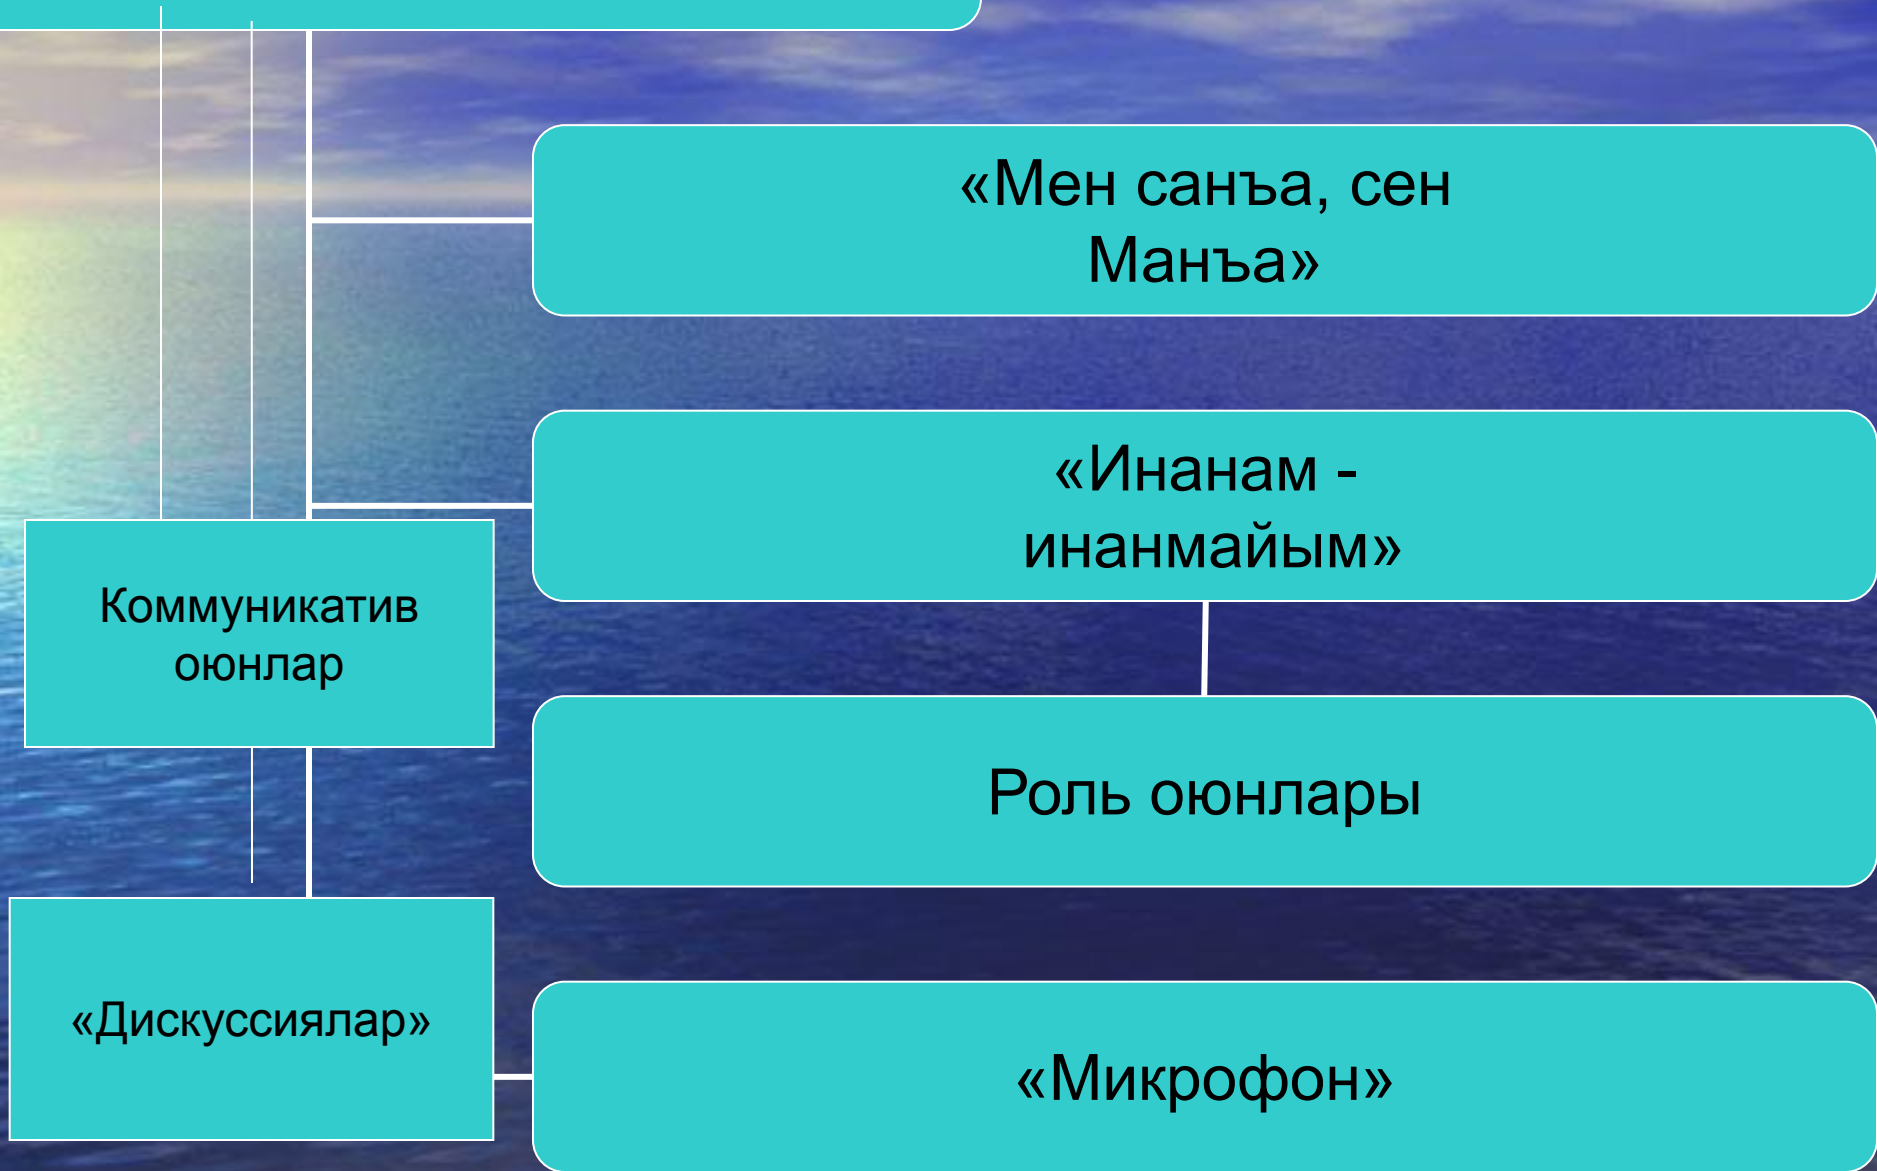 «Мен санъа, сен
Манъа»
«Инанам -
инанмайым»
Коммуникатив
оюнлар
Роль оюнлары
«Дискуссиялар»
«Микрофон»